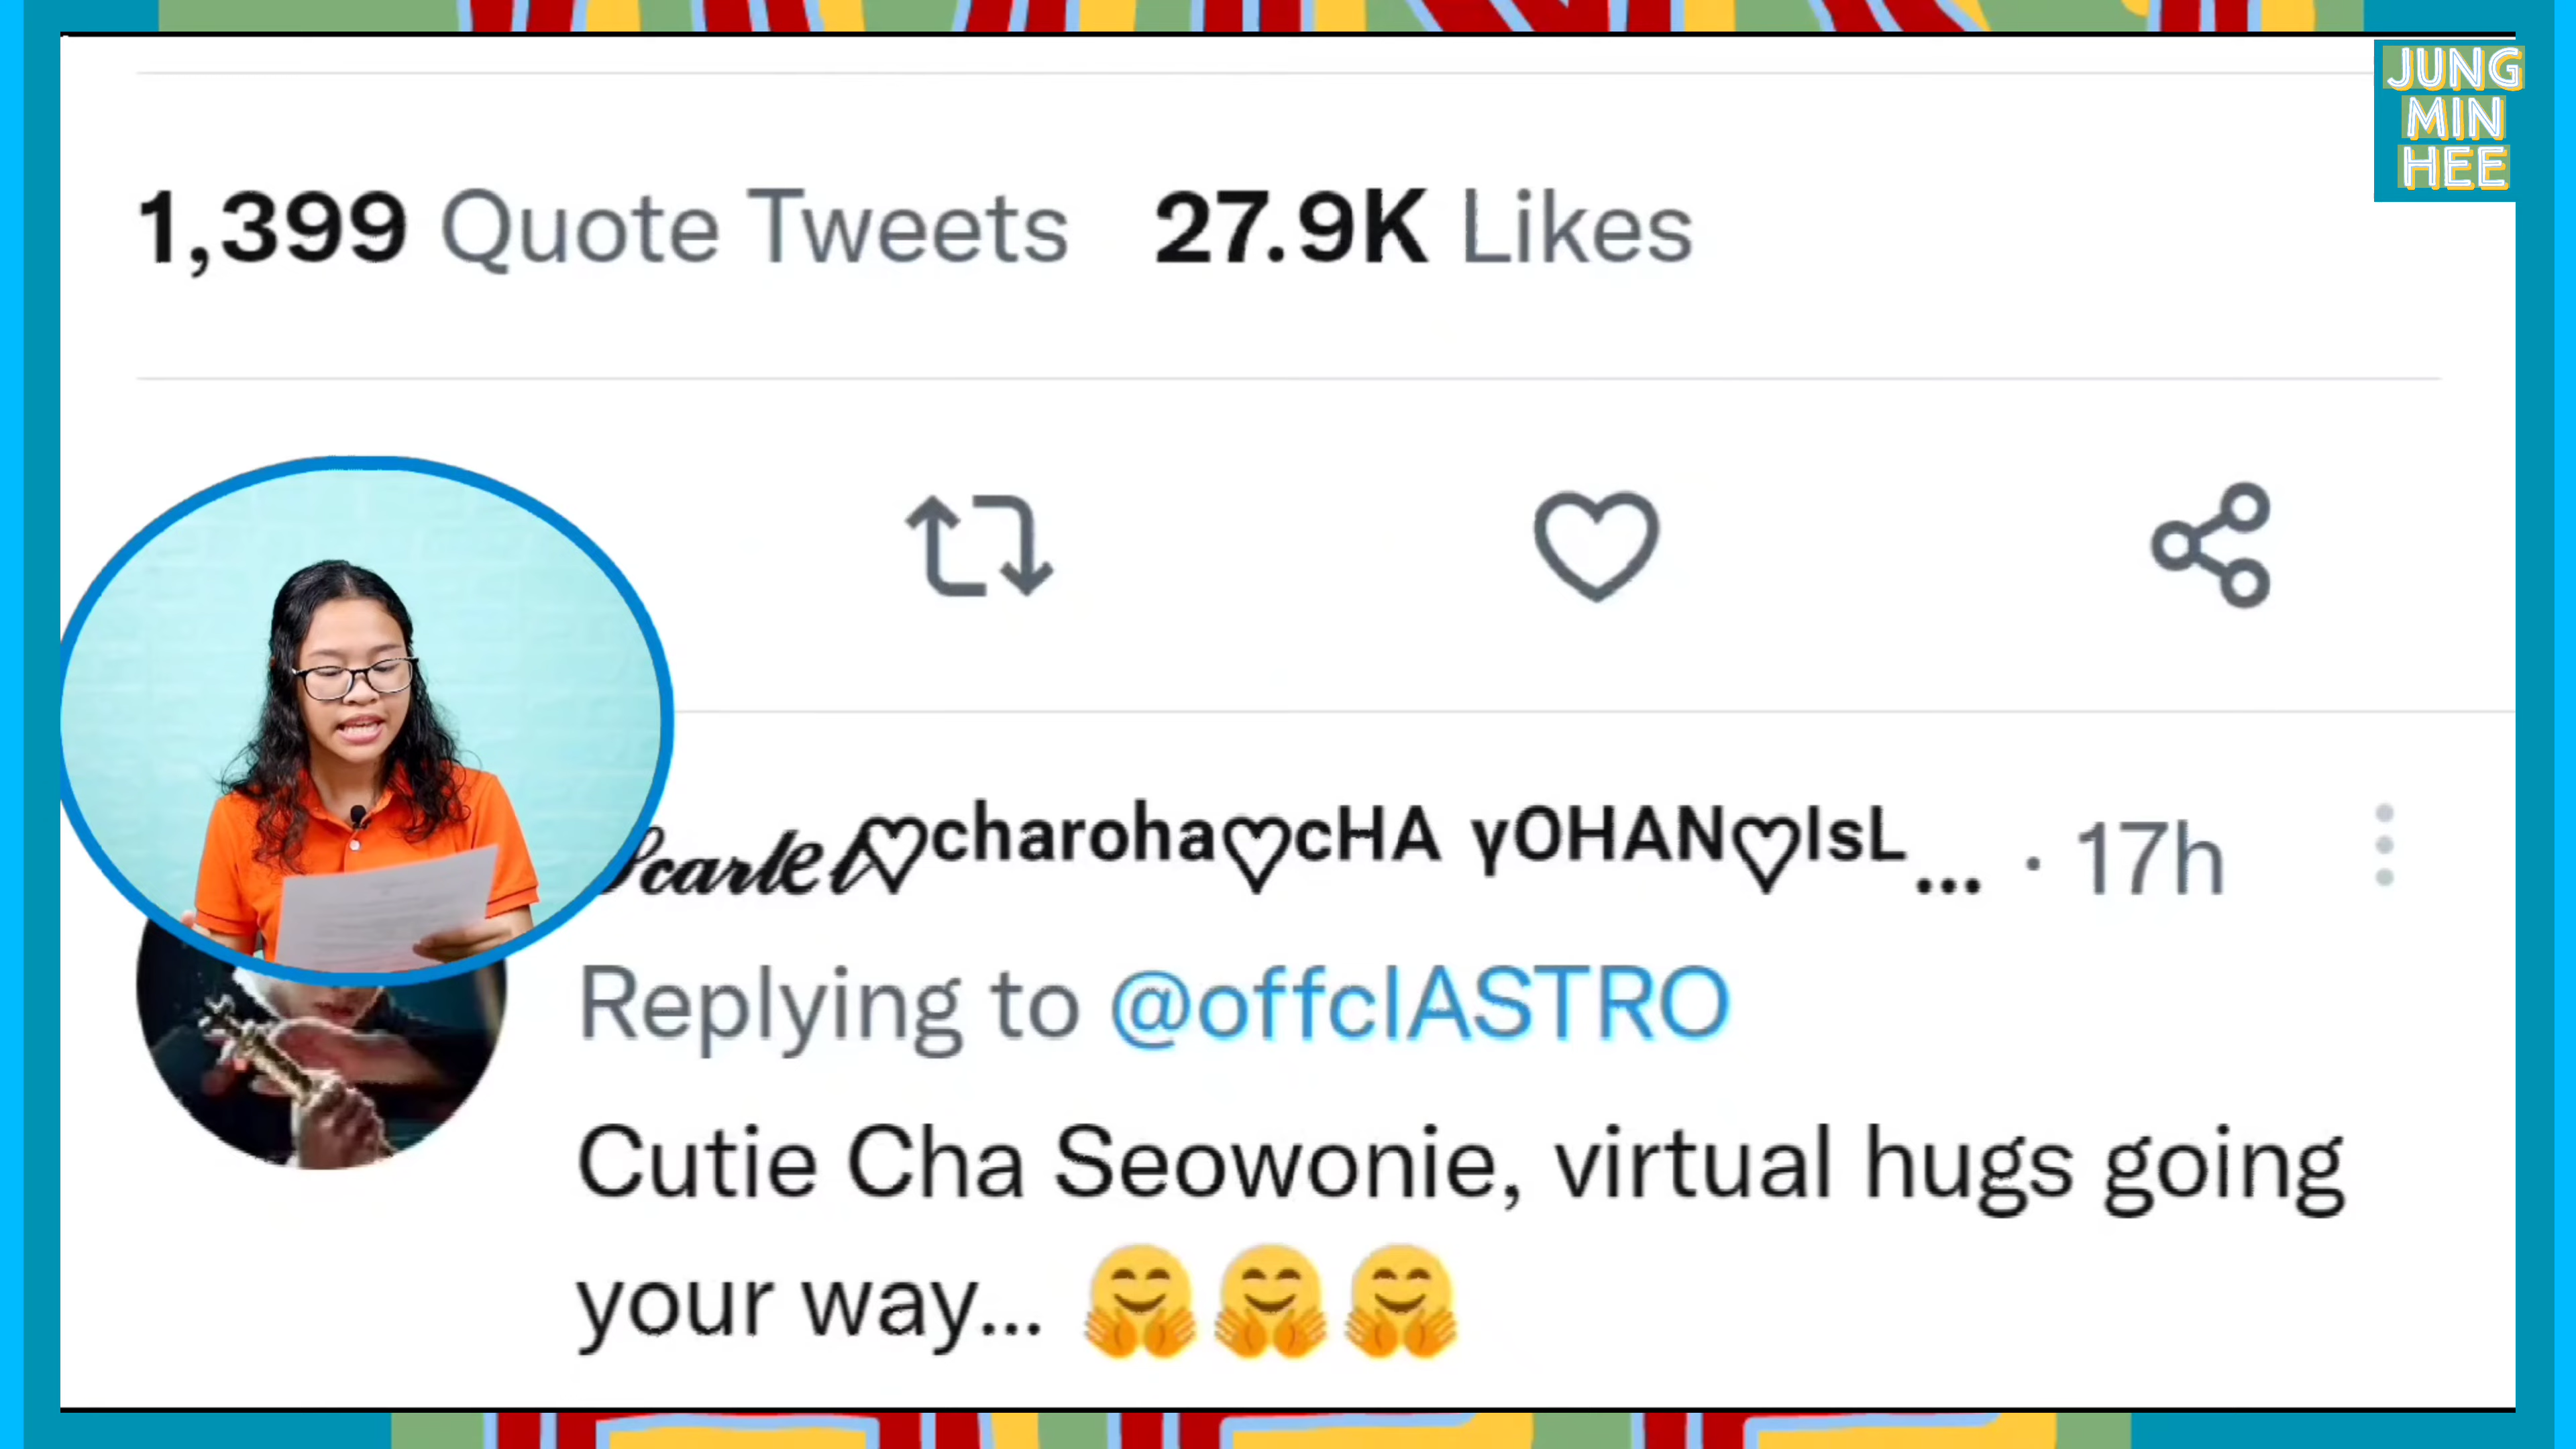 JUNG
MIN
HEE
1,399 Quote Tweets 27.9K Likes
Scarlet♡charoha♡cHA γOHAN♡IsL... · 17h
Replying to @offclASTRO
Cutie Cha Seowonie, virtual hugs going
your way... 🤗🤗🤗